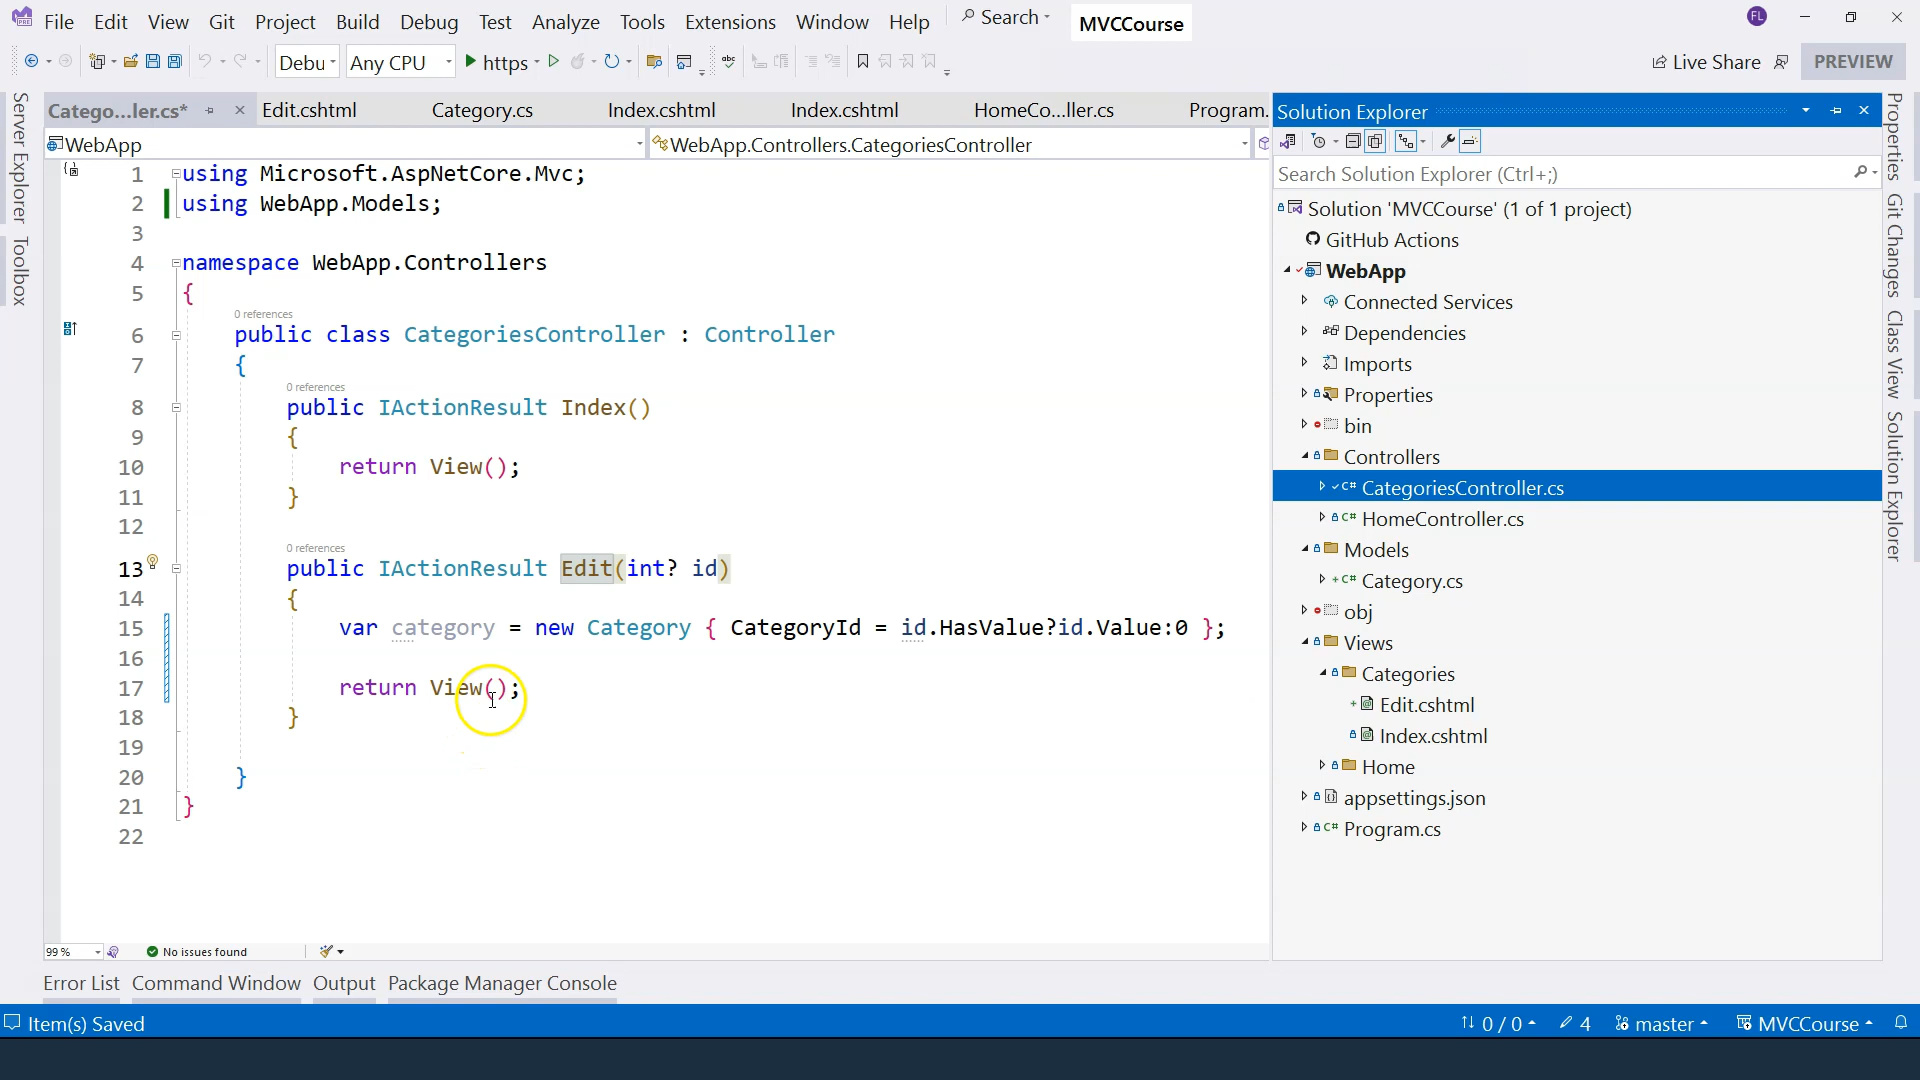 File Edit View Git Project Build Debug Test Analyze Tools Extensions Window Help Search MVCCourse FL
Debu Any CPU https Live Share PREVIEW
Catego...ler.cs* Edit.cshtml Category.cs Index.cshtml Index.cshtml HomeCo...ller.cs Program.
WebApp WebApp.Controllers.CategoriesController
1 using Microsoft.AspNetCore.Mvc;
2 using WebApp.Models;
3
4 namespace WebApp.Controllers
5 {
0 references
6 public class CategoriesController : Controller
7 {
0 references
8 public IActionResult Index()
9 {
10 return View();
11 }
12
0 references
13 public IActionResult Edit(int? id)
14 {
15 var category = new Category { CategoryId = id.HasValue?id.Value:0 };
16
17 return View();
18 }
19
20 }
21 }
22
99 % No issues found
Server Explorer
Toolbox
Solution Explorer
Search Solution Explorer (Ctrl+;)
Solution 'MVCCourse' (1 of 1 project)
GitHub Actions
WebApp
Connected Services
Dependencies
Imports
Properties
bin
Controllers
C# CategoriesController.cs
C# HomeController.cs
Models
C# Category.cs
obj
Views
Categories
Edit.cshtml
Index.cshtml
Home
appsettings.json
C# Program.cs
Properties
Git Changes
Class View
Solution Explorer
Error List Command Window Output Package Manager Console
Item(s) Saved 0 / 0 4 master MVCCourse